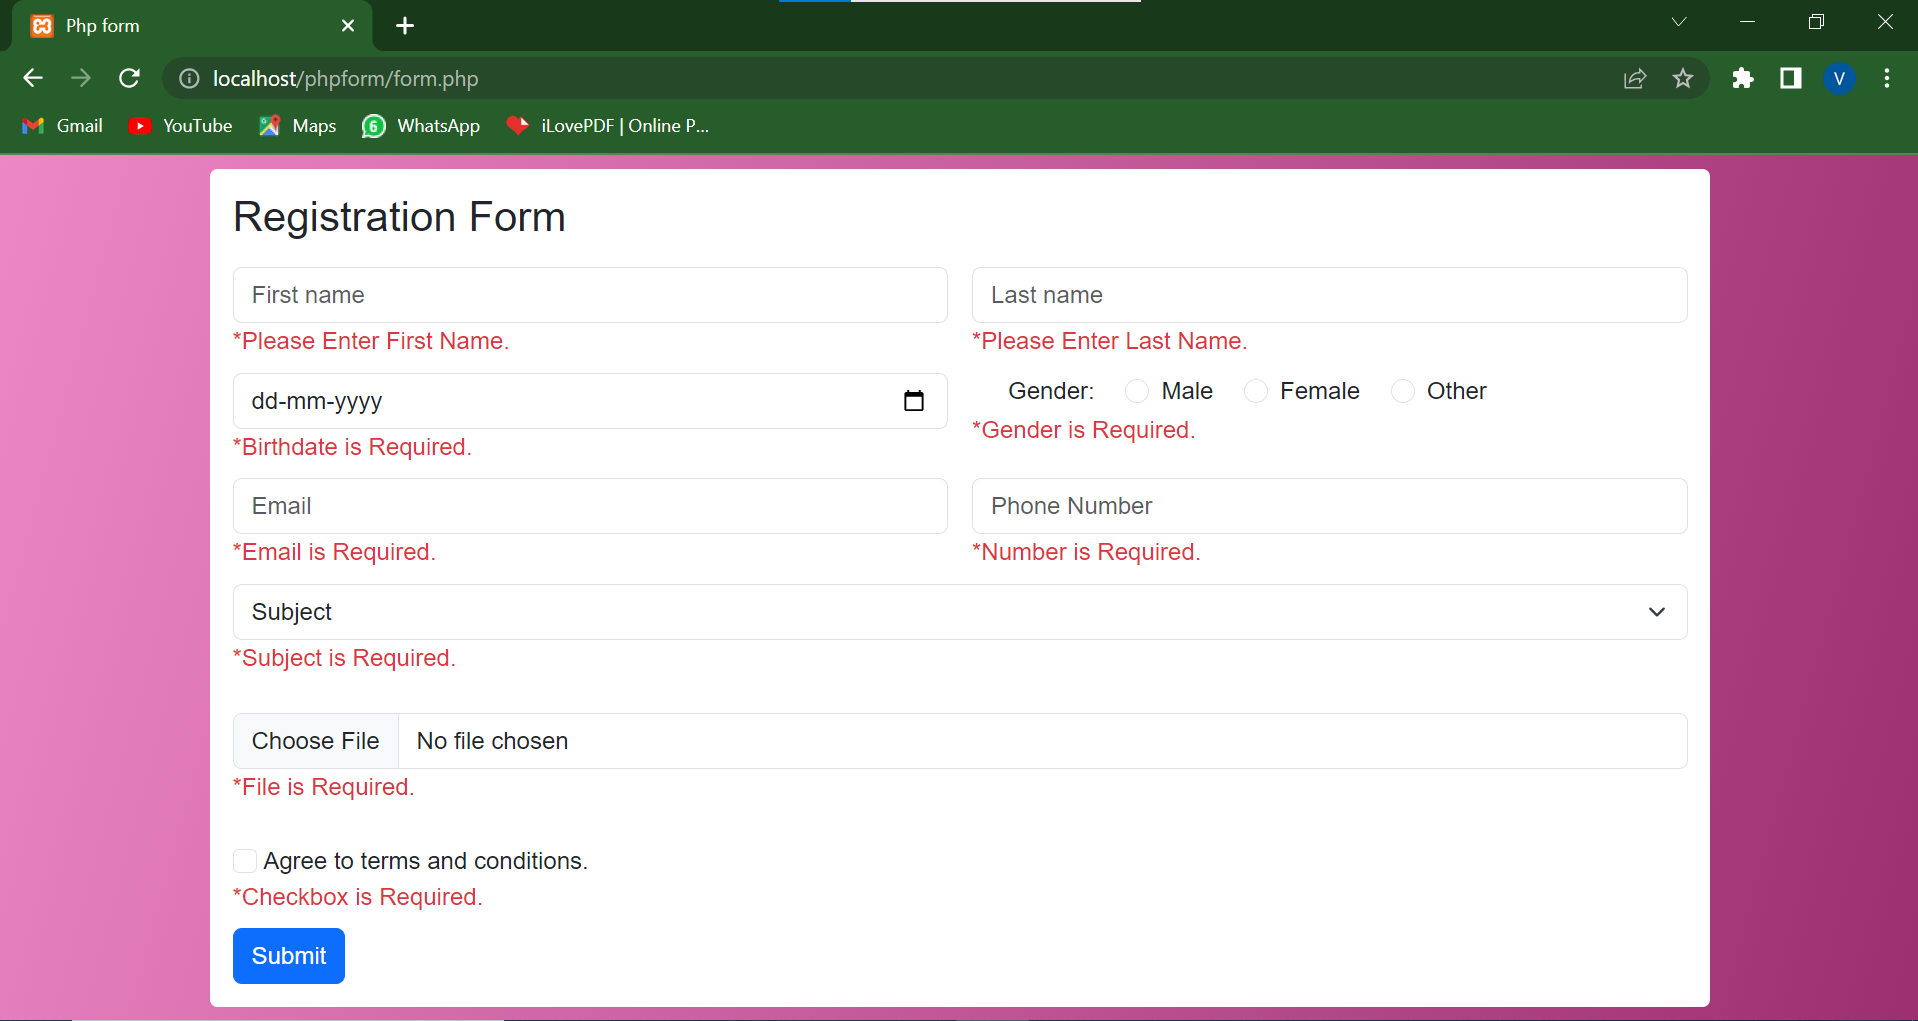 Php form
localhost/phpform/form.php
V
Gmail YouTube Maps 6 WhatsApp iLovePDF | Online P...
Registration Form
First name Last name
*Please Enter First Name. *Please Enter Last Name.
dd-mm-yyyy Gender: Male Female Other
*Birthdate is Required. *Gender is Required.
Email Phone Number
*Email is Required. *Number is Required.
Subject
*Subject is Required.
Choose File No file chosen
*File is Required.
Agree to terms and conditions.
*Checkbox is Required.
Submit